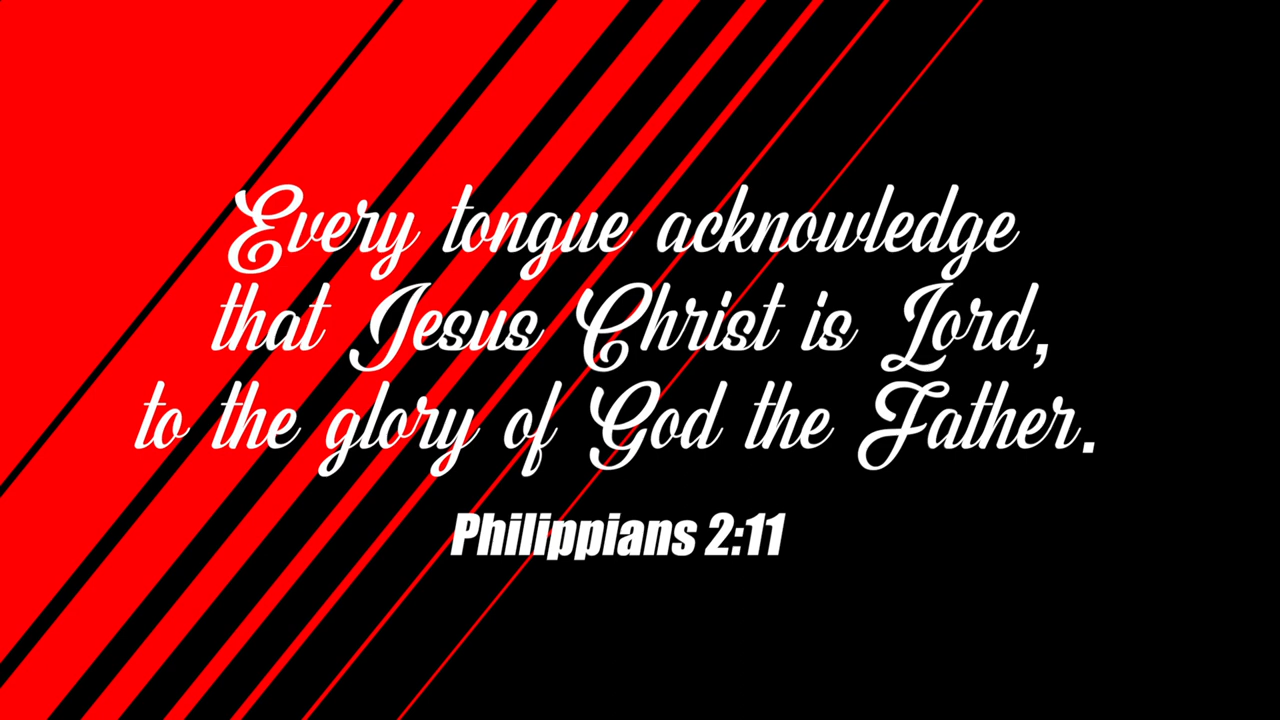 Every tongue acknowledge
that Jesus Christ is Lord,
to the glory of God the Father.
Philippians 2:11